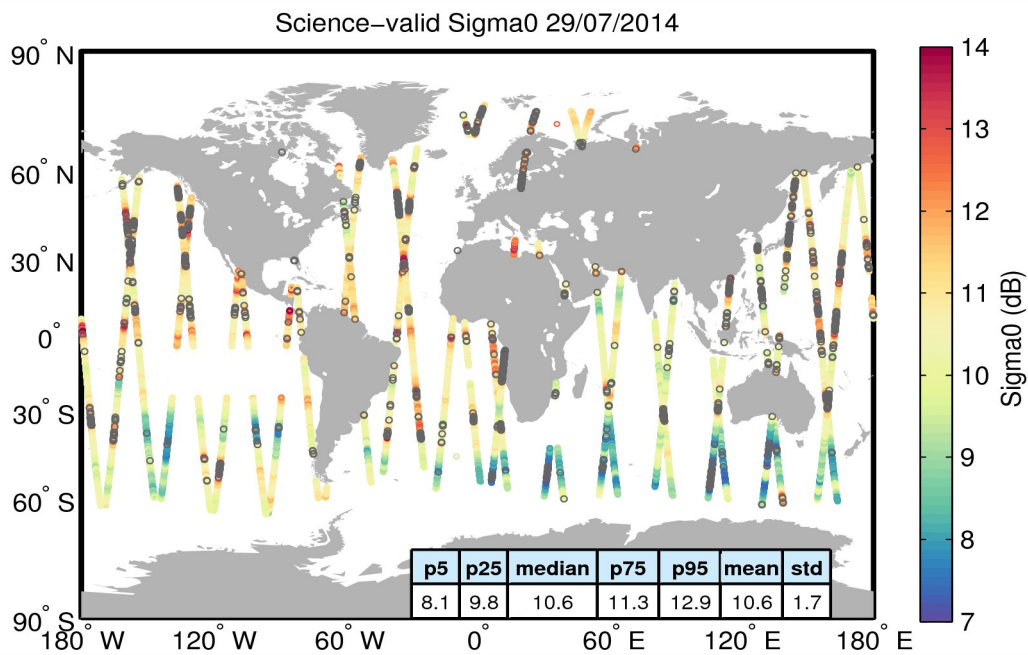 Science−valid Sigma0 29/07/2014
90° N
60° N
30° N
0°
30° S
60° S
90° S
180° W
120° W
60° W
0°
60° E
120° E
180° E
p5 p25 median p75 p95 mean std
8.1 9.8 10.6 11.3 12.9 10.6 1.7
14
13
12
11
10
9
8
7
Sigma0 (dB)